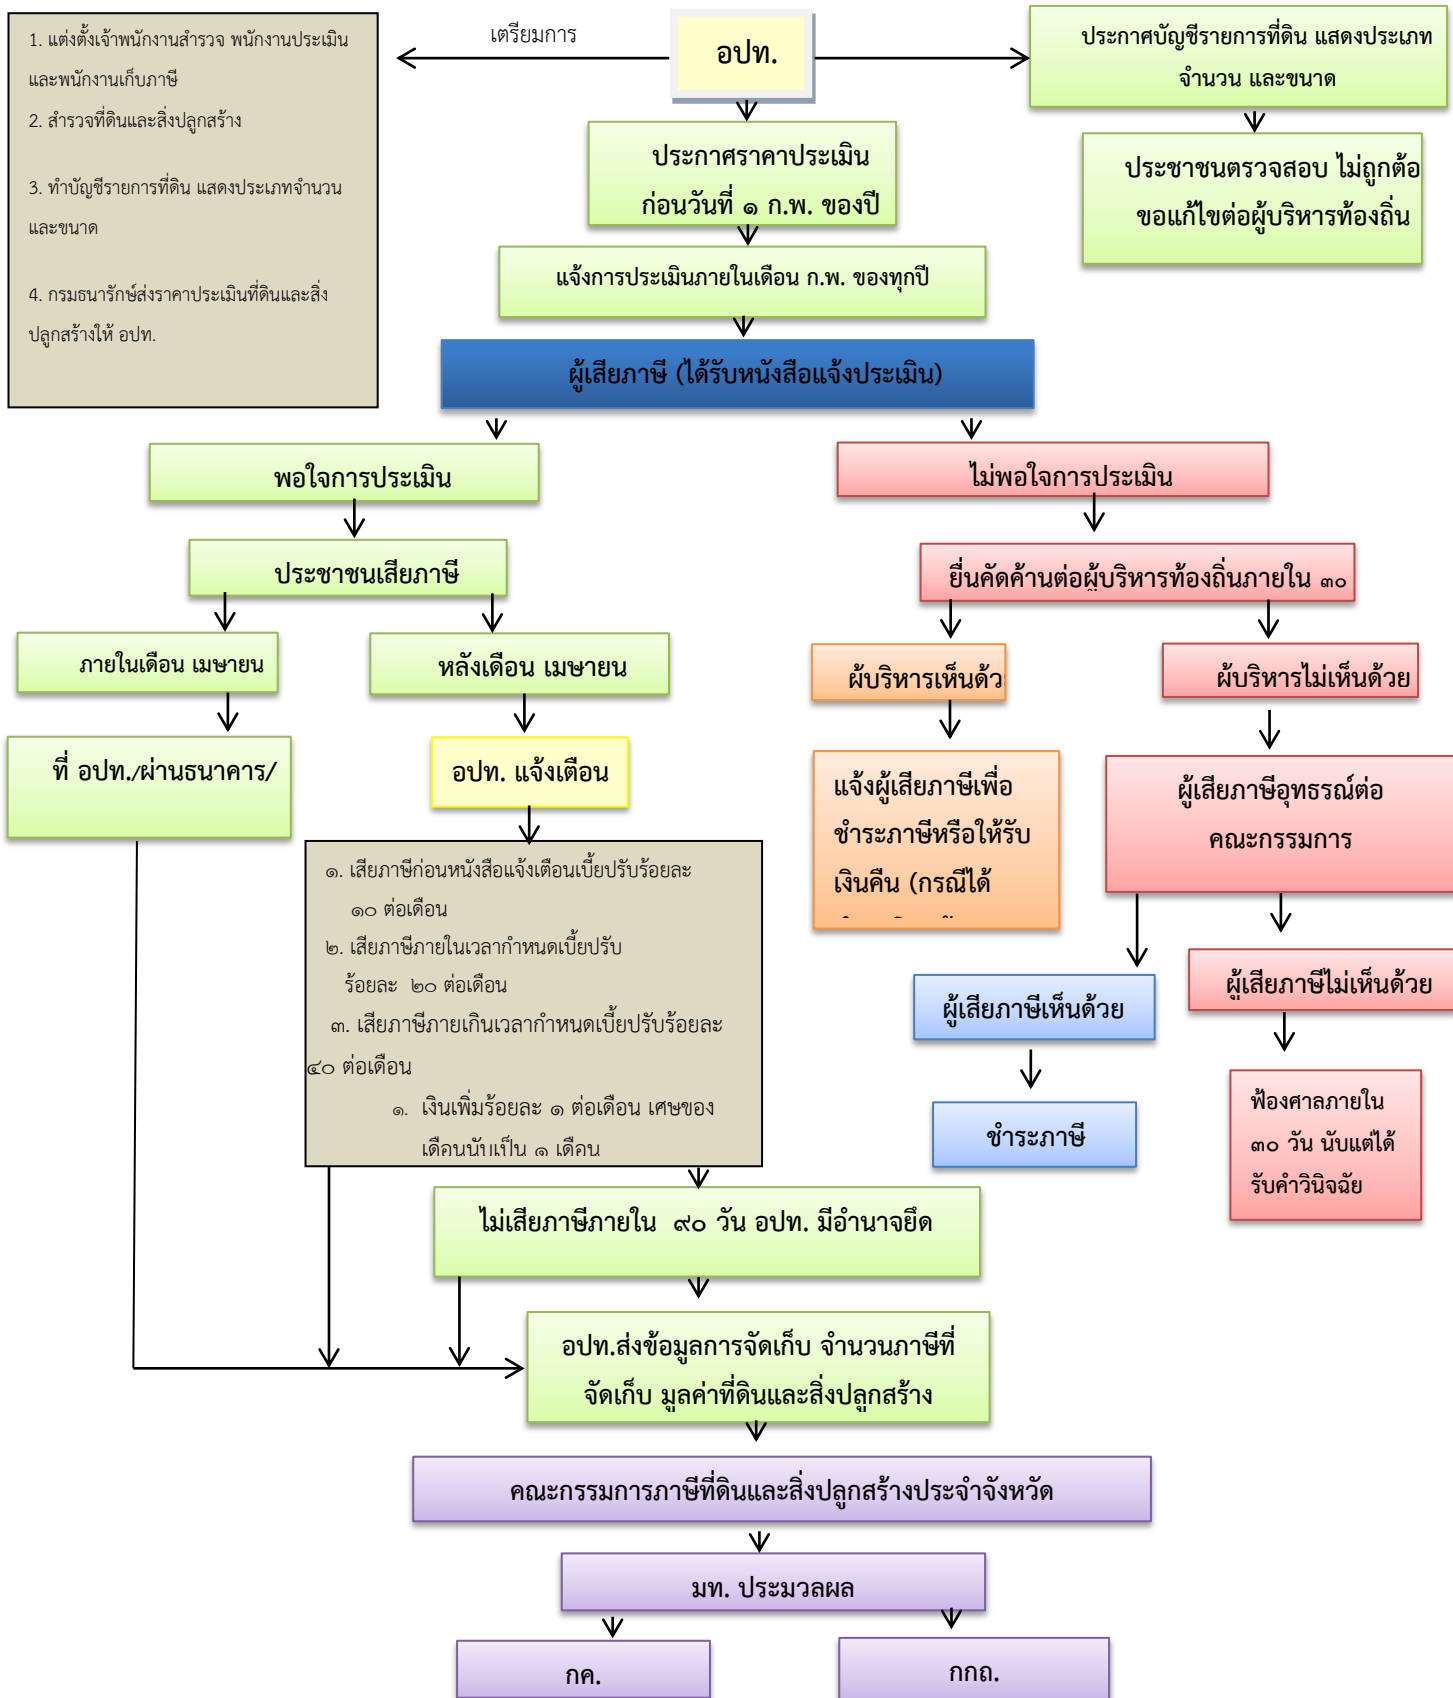 1. แต่งตั้งเจ้าพนักงานสำรวจ พนักงานประเมิน
และพนักงานเก็บภาษี
2. สำรวจที่ดินและสิ่งปลูกสร้าง
3. ทำบัญชีรายการที่ดิน แสดงประเภทจำนวน
และขนาด
4. กรมธนารักษ์ส่งราคาประเมินที่ดินและสิ่ง
ปลูกสร้างให้ อปท.
เตรียมการ
อปท.
ประกาศบัญชีรายการที่ดิน แสดงประเภท
จำนวน และขนาด
ประชาชนตรวจสอบ ไม่ถูกต้อ
ขอแก้ไขต่อผู้บริหารท้องถิ่น
ประกาศราคาประเมิน
ก่อนวันที่ ๑ ก.พ. ของปี
แจ้งการประเมินภายในเดือน ก.พ. ของทุกปี
ผู้เสียภาษี (ได้รับหนังสือแจ้งประเมิน)
พอใจการประเมิน
ไม่พอใจการประเมิน
ประชาชนเสียภาษี
ยื่นคัดค้านต่อผู้บริหารท้องถิ่นภายใน ๓๐
ภายในเดือน เมษายน
หลังเดือน เมษายน
ผู้บริหารเห็นด้ว
ผู้บริหารไม่เห็นด้วย
ที่ อปท./ผ่านธนาคาร/
อปท. แจ้งเตือน
แจ้งผู้เสียภาษีเพื่อ
ชำระภาษีหรือให้รับ
เงินคืน (กรณีได้
ผู้เสียภาษีอุทธรณ์ต่อ
คณะกรรมการ
๑. เสียภาษีก่อนหนังสือแจ้งเตือนเบี้ยปรับร้อยละ
๑๐ ต่อเดือน
๒. เสียภาษีภายในเวลากำหนดเบี้ยปรับ
ร้อยละ ๒๐ ต่อเดือน
๓. เสียภาษีภายเกินเวลากำหนดเบี้ยปรับร้อยละ
๔๐ ต่อเดือน
๑. เงินเพิ่มร้อยละ ๑ ต่อเดือน เศษของ
เดือนนับเป็น ๑ เดือน
ผู้เสียภาษีเห็นด้วย
ผู้เสียภาษีไม่เห็นด้วย
ชำระภาษี
ฟ้องศาลภายใน
๓๐ วัน นับแต่ได้
รับคำวินิจฉัย
ไม่เสียภาษีภายใน ๙๐ วัน อปท. มีอำนาจยึด
อปท.ส่งข้อมูลการจัดเก็บ จำนวนภาษีที่
จัดเก็บ มูลค่าที่ดินและสิ่งปลูกสร้าง
คณะกรรมการภาษีที่ดินและสิ่งปลูกสร้างประจำจังหวัด
มท. ประมวลผล
กค.
กกถ.